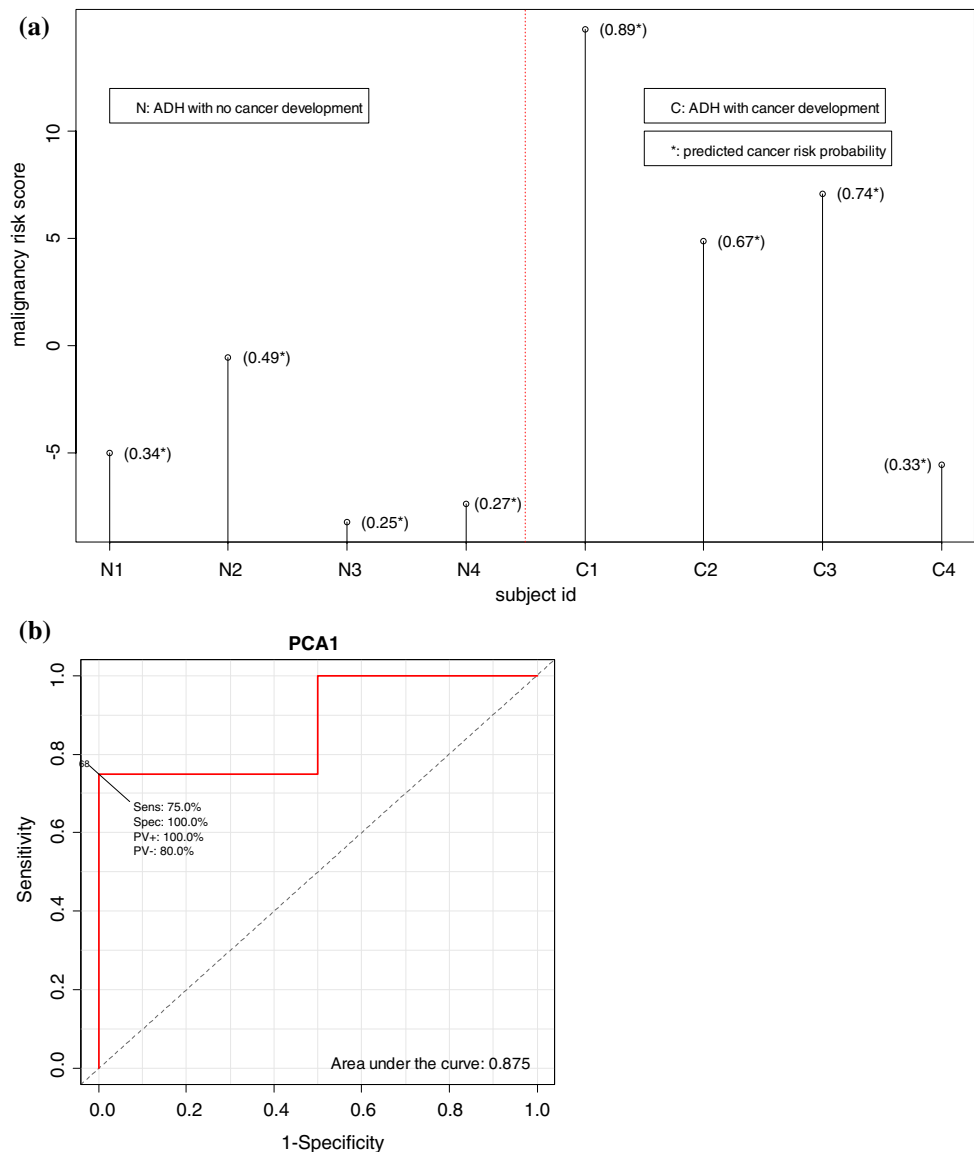 (a)
(0.89*)
N: ADH with no cancer development
C: ADH with cancer development
*: predicted cancer risk probability
malignancy risk score
10
5
0
-5
(0.74*)
(0.67*)
(0.49*)
(0.34*)
(0.33*)
(0.27*)
(0.25*)
N1 N2 N3 N4 C1 C2 C3 C4
subject id
(b)
PCA1
Sensitivity
1.0
0.8
0.6
0.4
0.2
0.0
68
Sens: 75.0%
Spec: 100.0%
PV+: 100.0%
PV-: 80.0%
Area under the curve: 0.875
0.0 0.2 0.4 0.6 0.8 1.0
1-Specificity